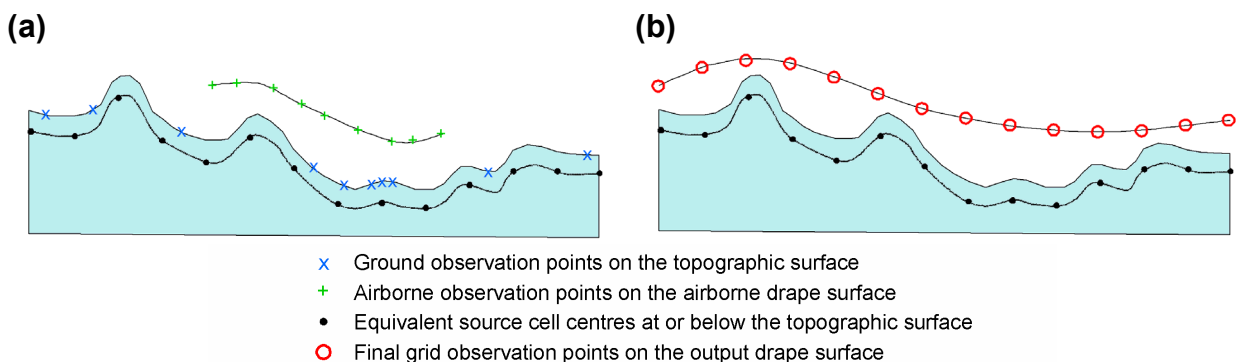 (a)
(b)
Ground observation points on the topographic surface
Airborne observation points on the airborne drape surface
Equivalent source cell centres at or below the topographic surface
Final grid observation points on the output drape surface